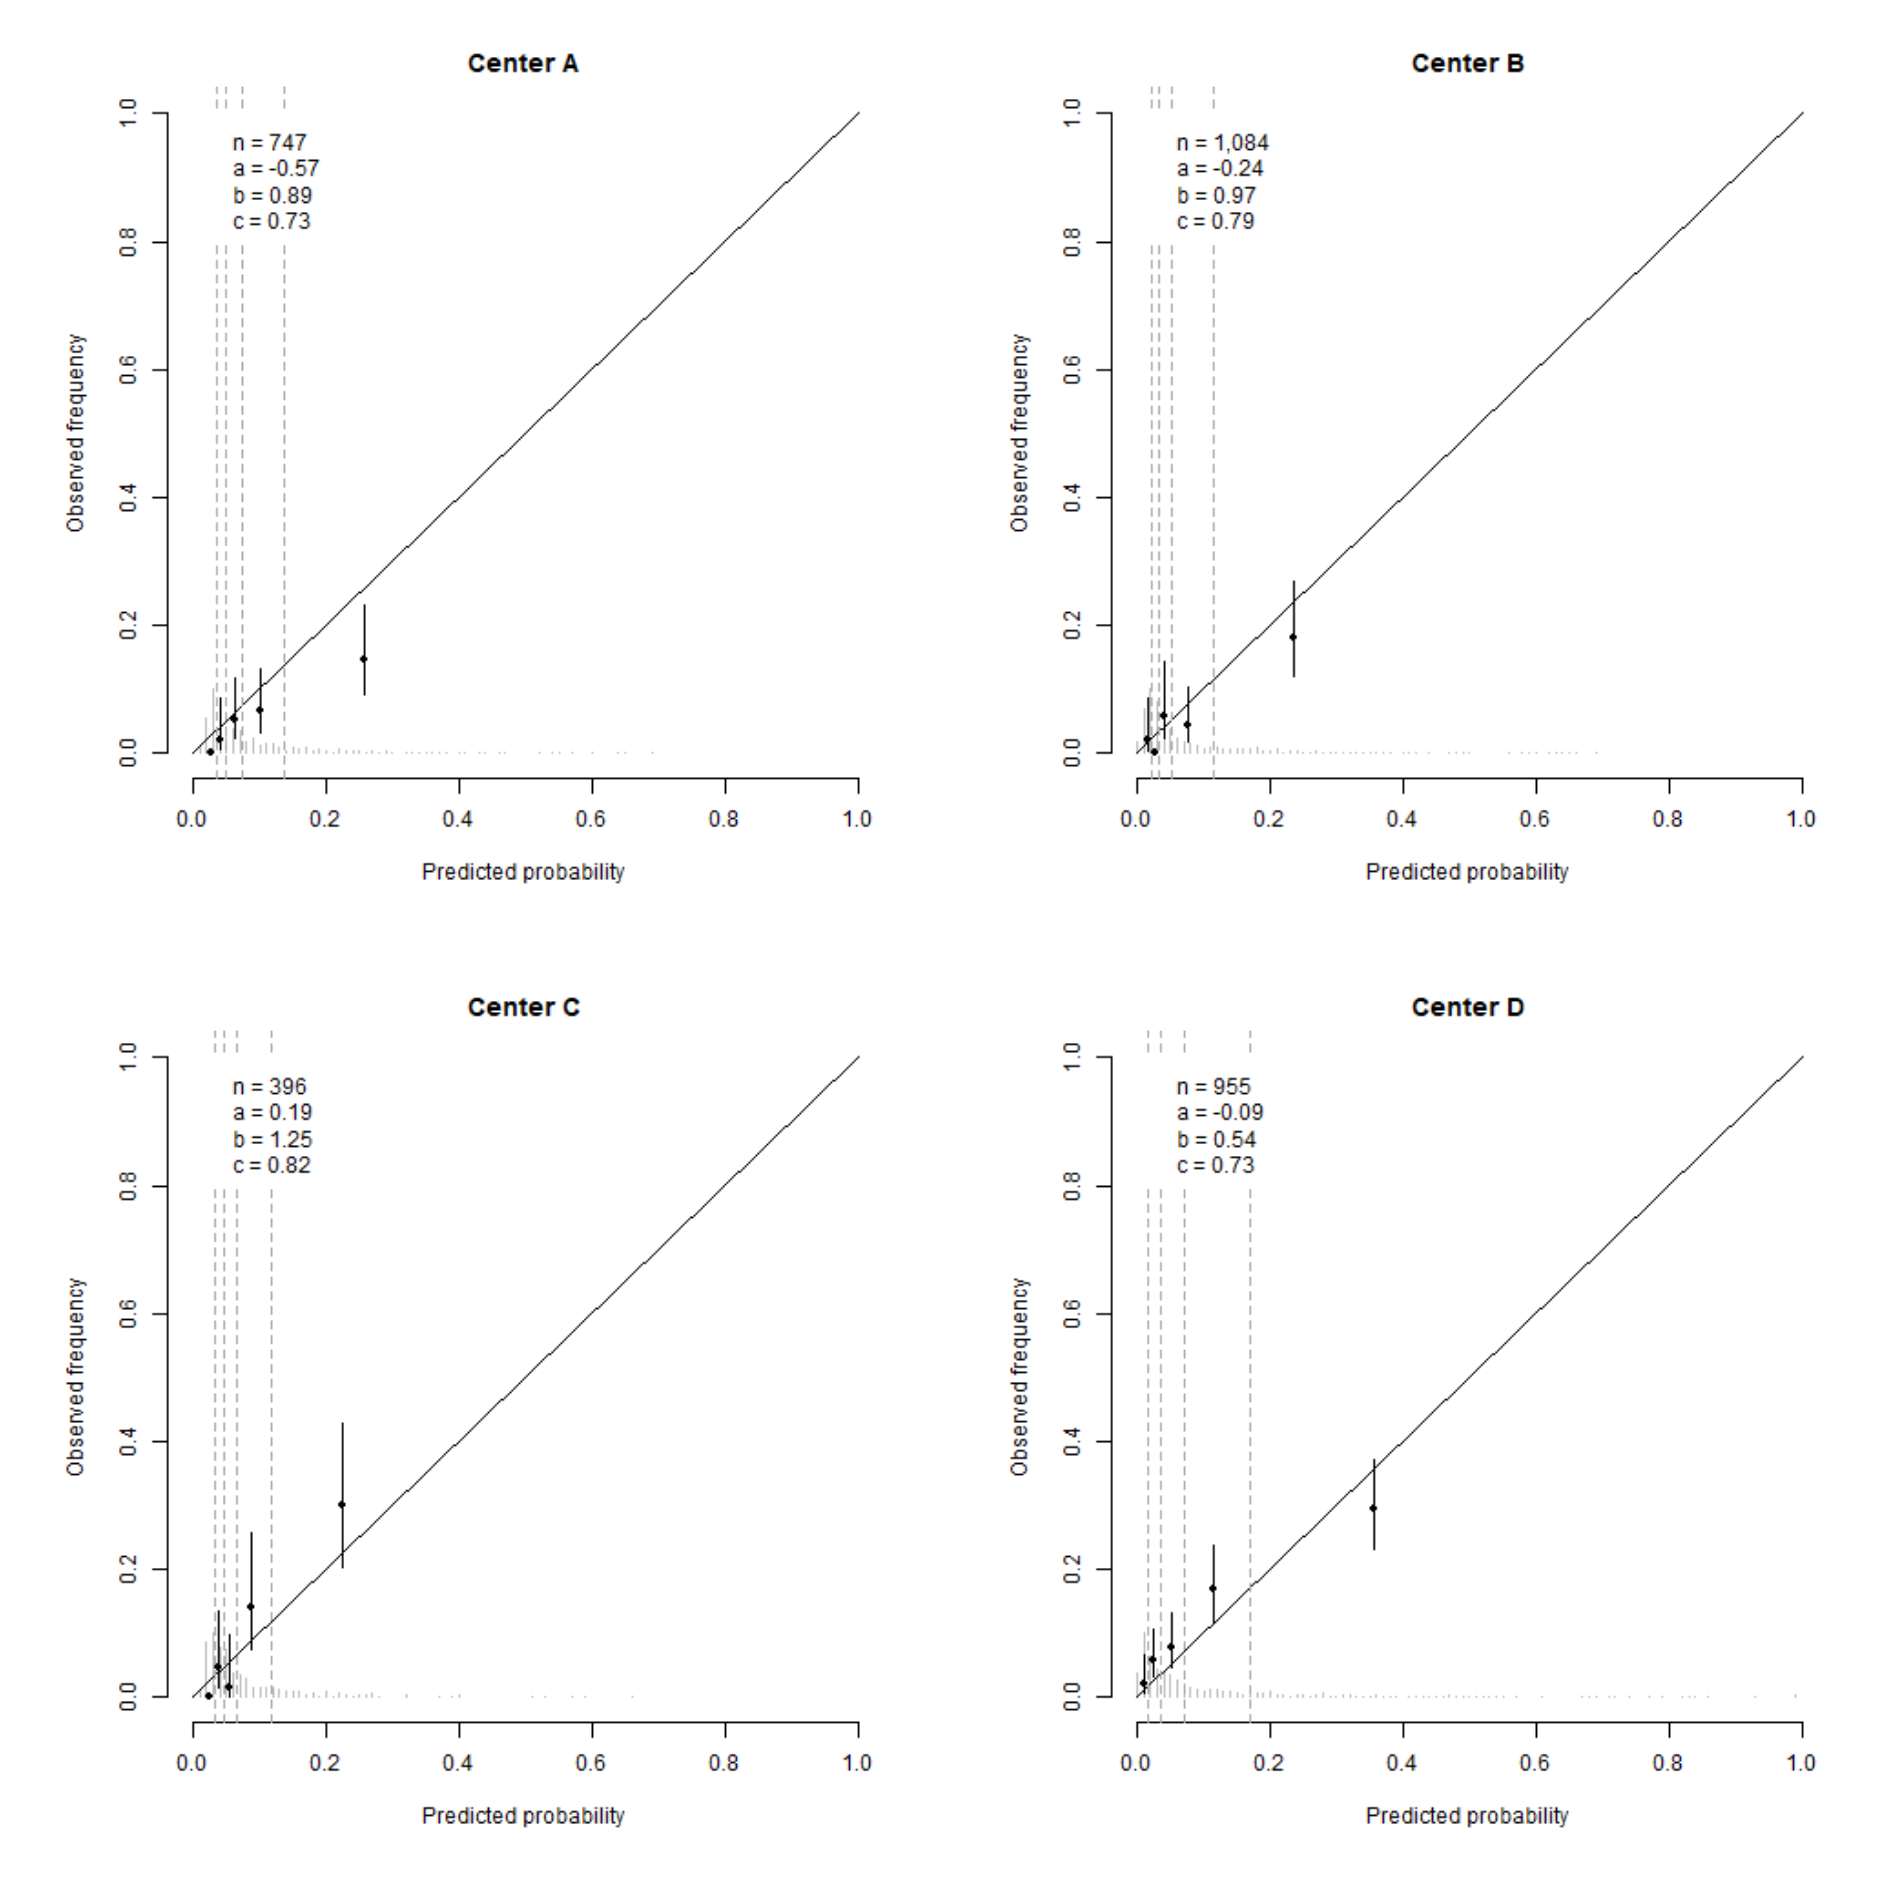 Center A
n = 747
a = -0.57
b = 0.89
c = 0.73
1.0
0.8
0.6
0.4
0.2
0.0
Observed frequency
0.0 0.2 0.4 0.6 0.8 1.0
Predicted probability
Center B
n = 1,084
a = -0.24
b = 0.97
c = 0.79
1.0
0.8
0.6
0.4
0.2
0.0
Observed frequency
0.0 0.2 0.4 0.6 0.8 1.0
Predicted probability
Center C
n = 396
a = 0.19
b = 1.25
c = 0.82
1.0
0.8
0.6
0.4
0.2
0.0
Observed frequency
0.0 0.2 0.4 0.6 0.8 1.0
Predicted probability
Center D
n = 955
a = -0.09
b = 0.54
c = 0.73
1.0
0.8
0.6
0.4
0.2
0.0
Observed frequency
0.0 0.2 0.4 0.6 0.8 1.0
Predicted probability